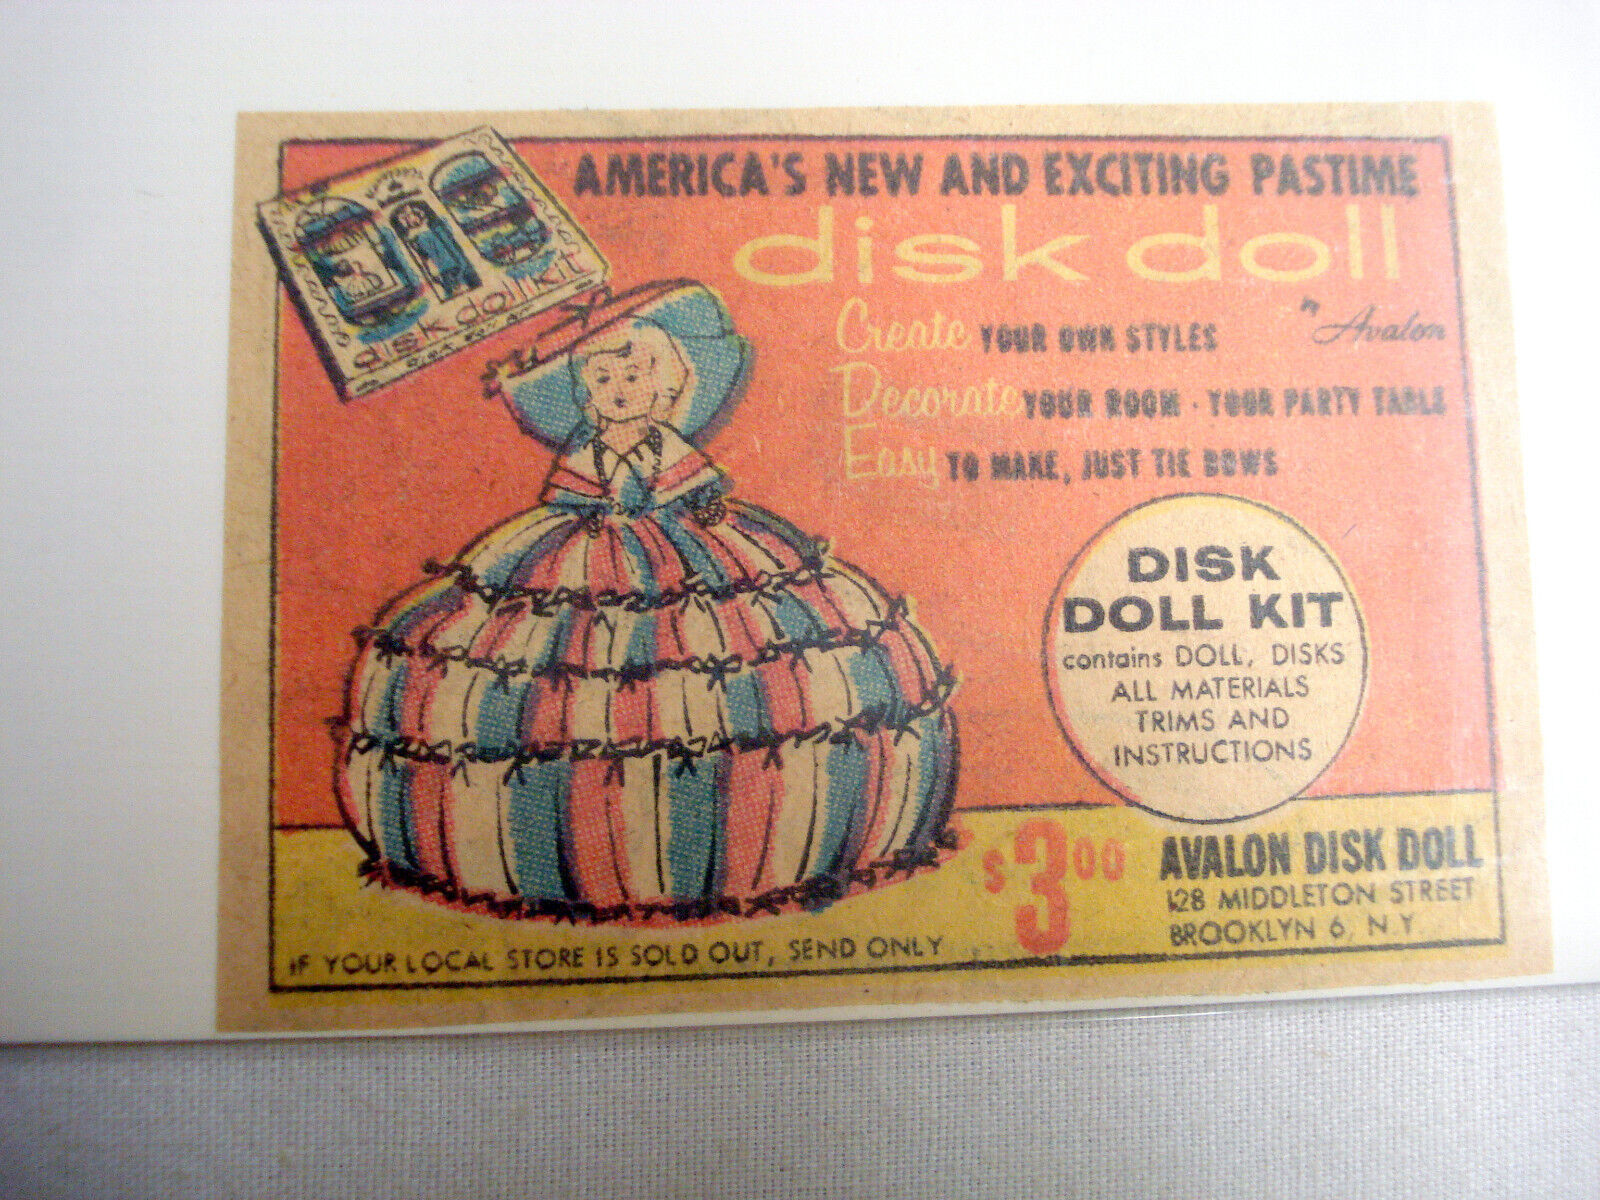 AMERICA'S NEW AND EXCITING PASTIME
disk doll
Create YOUR OWN STYLES
"Avalon
Decorate YOUR ROOM · YOUR PARTY TABLE
Easy TO MAKE, JUST TIE BOWS
disk doll kit
DISK
DOLL KIT
contains DOLL, DISKS
ALL MATERIALS
TRIMS AND
INSTRUCTIONS
IF YOUR LOCAL STORE IS SOLD OUT, SEND ONLY
$3.00
AVALON DISK DOLL
128 MIDDLETON STREET
BROOKLYN 6, N.Y.